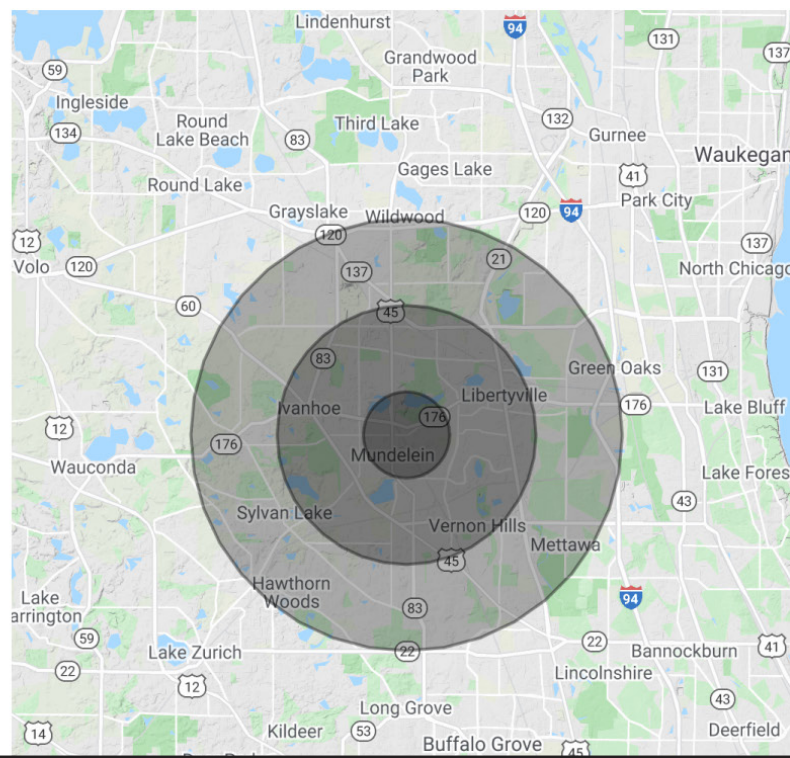 Lindenhurst
94
131
137
Grandwood
Park
59
Ingleside
134
Round
Lake Beach
83
Third Lake
132
Gurnee
Waukegan
Gages Lake
41
Park City
Round Lake
Grayslake
Wildwood
120
94
12
Volo
120
120
137
21
137
North Chicago
60
45
83
Green Oaks
131
Ivanhoe
Libertyville
176
176
Lake Bluff
12
176
Mundelein
Wauconda
Lake Fores
43
Sylvan Lake
Vernon Hills
Mettawa
45
Hawthorn
Woods
83
94
Lake
arrington
59
Lake Zurich
22
22
Bannockburn
41
22
12
Lincolnshire
43
Long Grove
14
Kildeer
53
Buffalo Grove
45
Deerfield